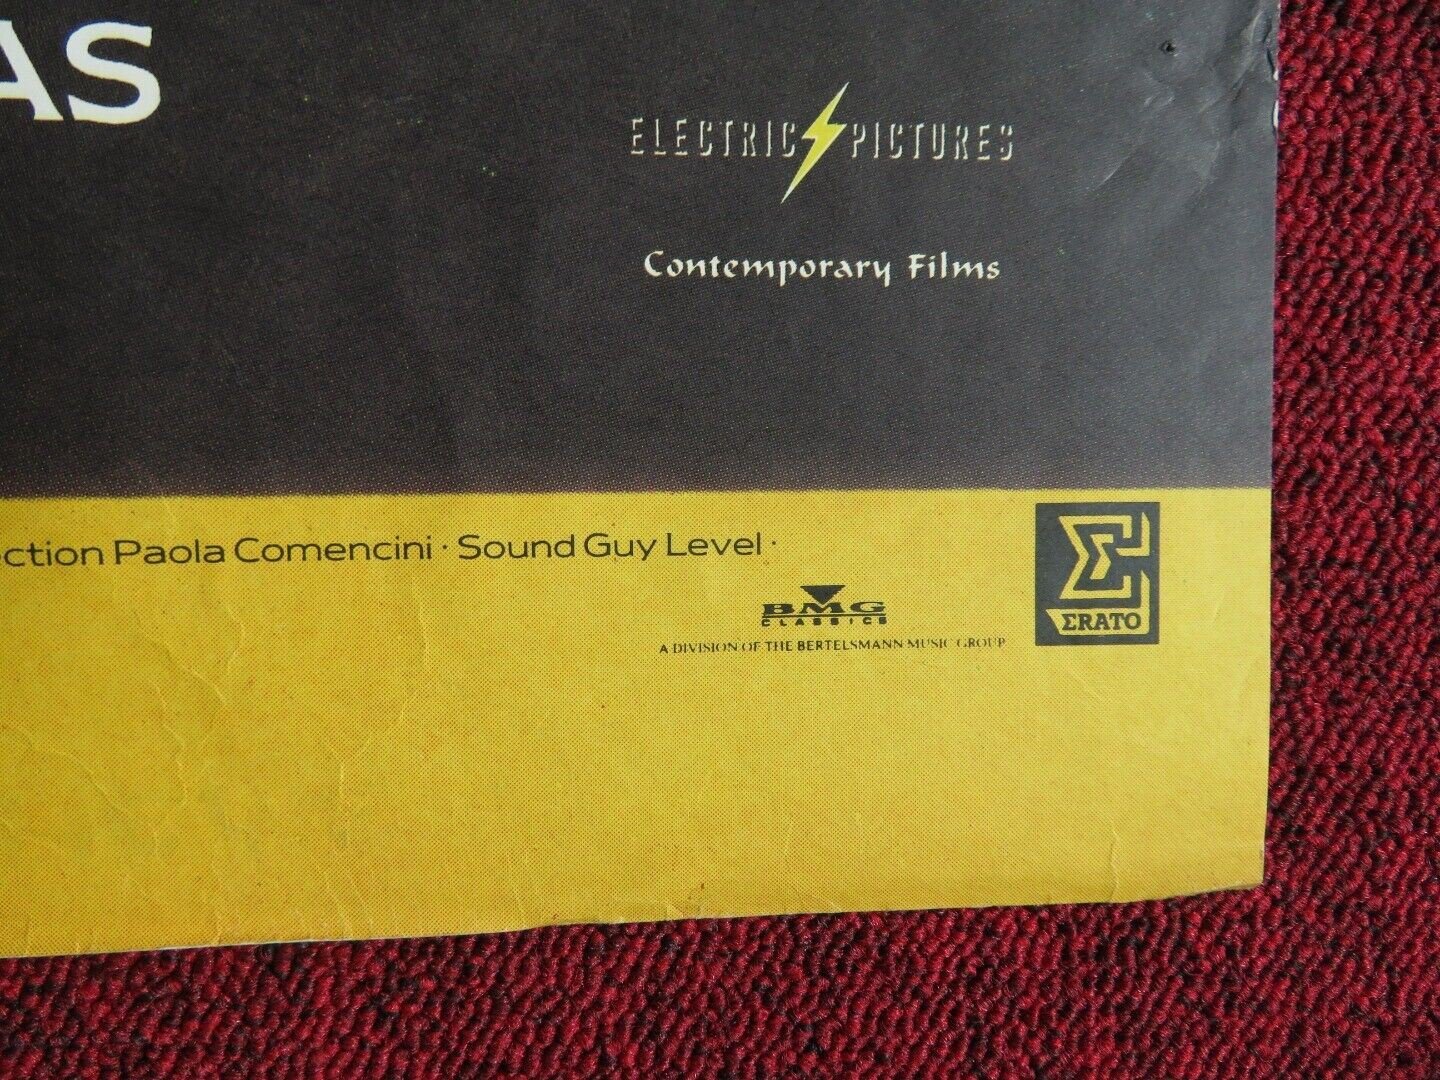 AS
ELECTRIC PICTURES
Contemporary Films
ection Paola Comencini · Sound Guy Level ·
BMG
CLASSICS
A DIVISION OF THE BERTELSMANN MUSIC GROUP
ΣRATO